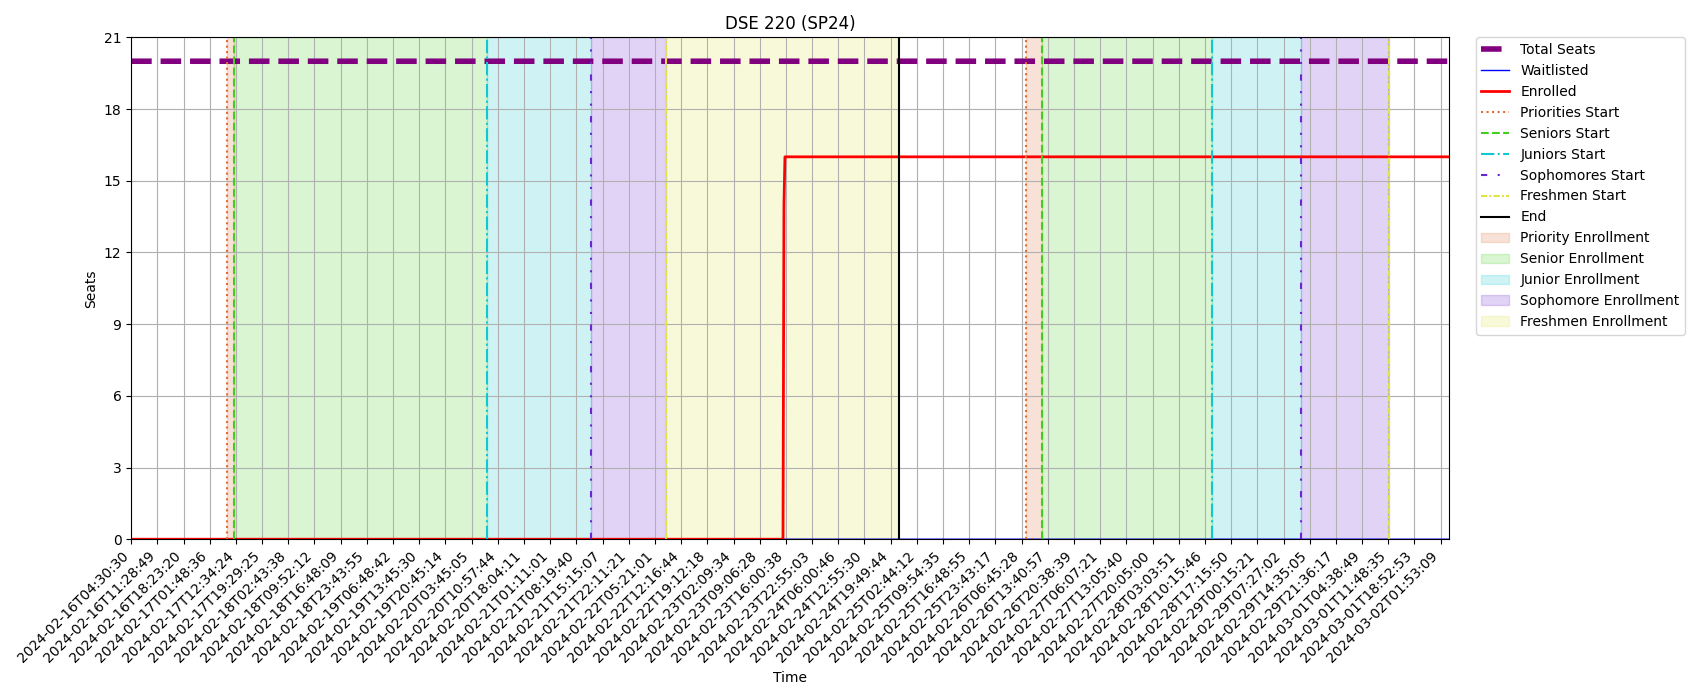 DSE 220 (SP24)
21
18
15
12
9
6
3
0
Seats
2024-02-16T04:30:30
2024-02-16T11:28:49
2024-02-16T18:23:20
2024-02-17T01:48:36
2024-02-17T12:34:24
2024-02-17T19:29:25
2024-02-18T02:43:38
2024-02-18T09:52:12
2024-02-18T16:48:09
2024-02-18T23:43:55
2024-02-19T06:48:42
2024-02-19T13:45:30
2024-02-19T20:45:14
2024-02-20T03:45:05
2024-02-20T10:57:44
2024-02-20T18:04:11
2024-02-21T01:11:01
2024-02-21T08:19:40
2024-02-21T15:15:07
2024-02-21T22:11:21
2024-02-22T05:21:01
2024-02-22T12:16:44
2024-02-22T19:12:18
2024-02-23T02:09:34
2024-02-23T09:06:28
2024-02-23T16:00:38
2024-02-23T22:55:03
2024-02-24T06:00:46
2024-02-24T12:55:30
2024-02-24T19:49:44
2024-02-25T02:44:12
2024-02-25T09:54:35
2024-02-25T16:48:55
2024-02-25T23:43:17
2024-02-26T06:45:28
2024-02-26T13:40:57
2024-02-26T20:38:39
2024-02-27T06:07:21
2024-02-27T13:05:40
2024-02-27T20:05:00
2024-02-28T03:03:51
2024-02-28T10:15:46
2024-02-28T17:15:50
2024-02-29T00:15:21
2024-02-29T07:27:02
2024-02-29T14:35:05
2024-02-29T21:36:17
2024-03-01T04:38:49
2024-03-01T11:48:35
2024-03-01T18:52:53
2024-03-02T01:53:09
Time
Total Seats
Waitlisted
Enrolled
Priorities Start
Seniors Start
Juniors Start
Sophomores Start
Freshmen Start
End
Priority Enrollment
Senior Enrollment
Junior Enrollment
Sophomore Enrollment
Freshmen Enrollment